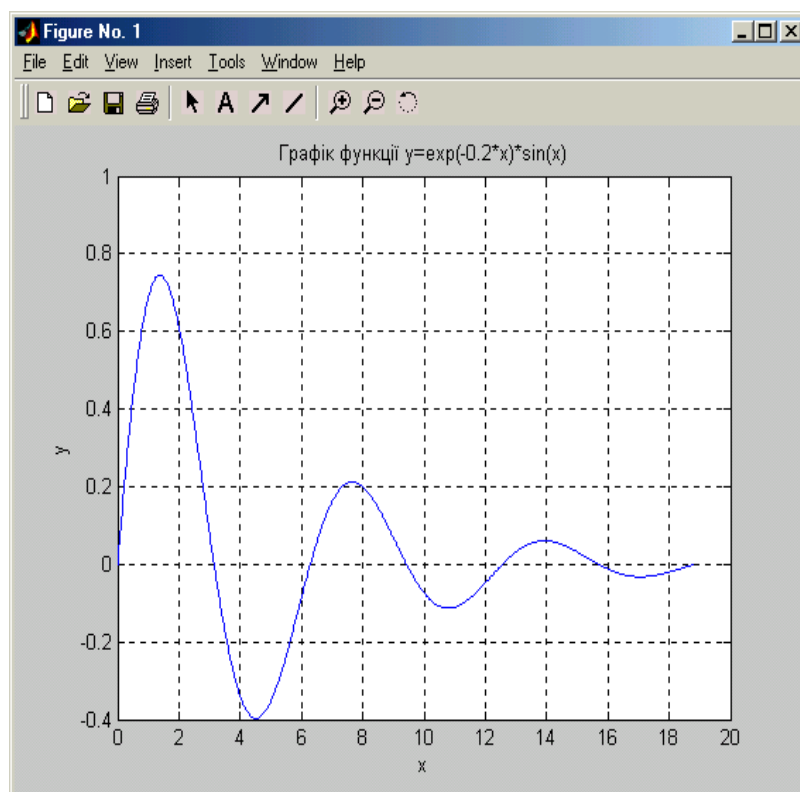 Figure No. 1
File Edit View Insert Tools Window Help
A
Графік функції y=exp(-0.2*x)*sin(x)
1
0.8
0.6
0.4
0.2
0
-0.2
-0.4
y
0 2 4 6 8 10 12 14 16 18 20
x